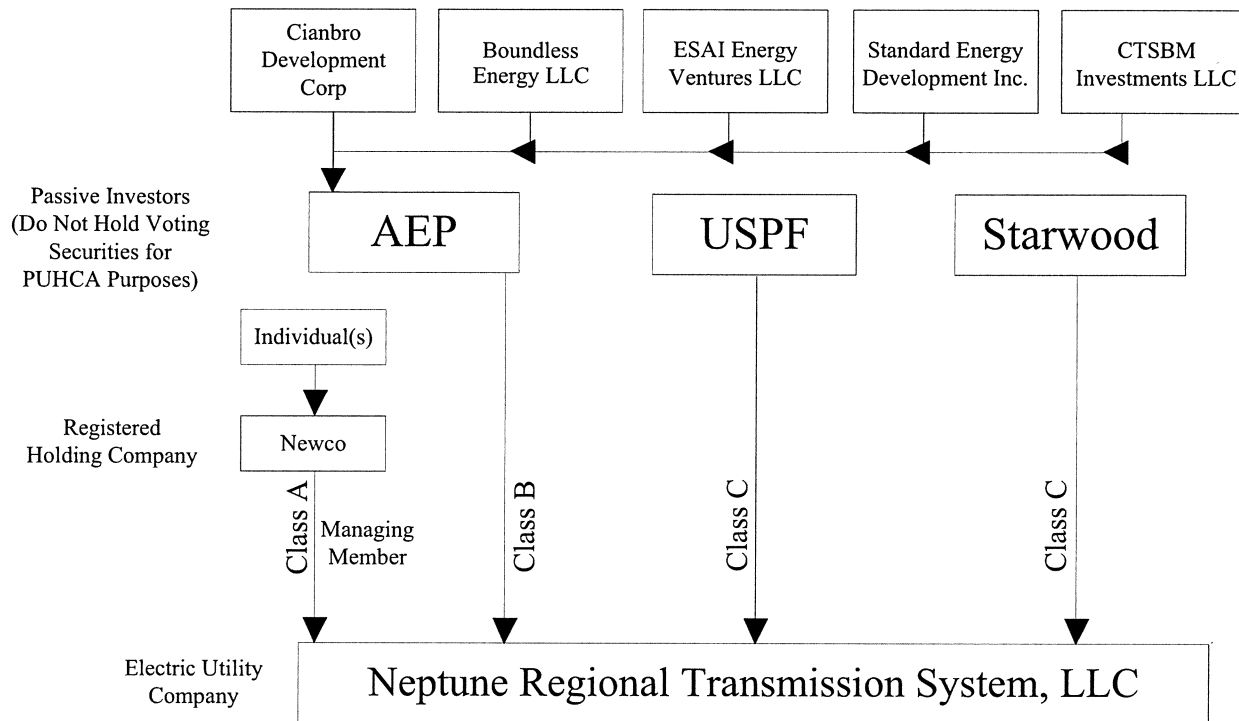 Cianbro
Development
Corp
Boundless
Energy LLC
ESAI Energy
Ventures LLC
Standard Energy
Development Inc.
CTSBM
Investments LLC
Passive Investors
(Do Not Hold Voting
Securities for
PUHCA Purposes)
AEP
USPF
Starwood
Individual(s)
Registered
Holding Company
Newco
Class A
Managing
Member
Class B
Class C
Class C
Electric Utility
Company
Neptune Regional Transmission System, LLC